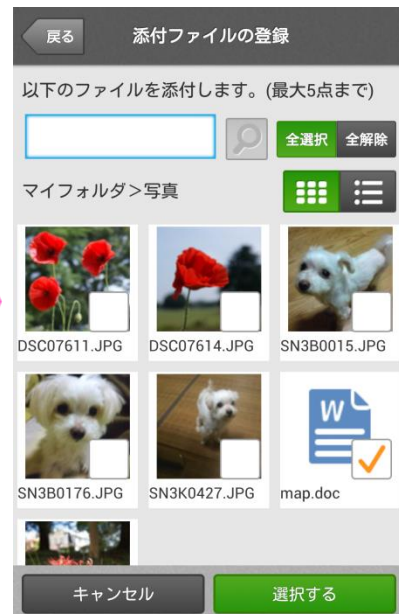 戻る
添付ファイルの登録
以下のファイルを添付します。(最大5点まで)
全選択 全解除
マイフォルダ＞写真
DSC07611.JPG DSC07614.JPG SN3B0015.JPG
W
SN3B0176.JPG SN3K0427.JPG map.doc
キャンセル 選択する